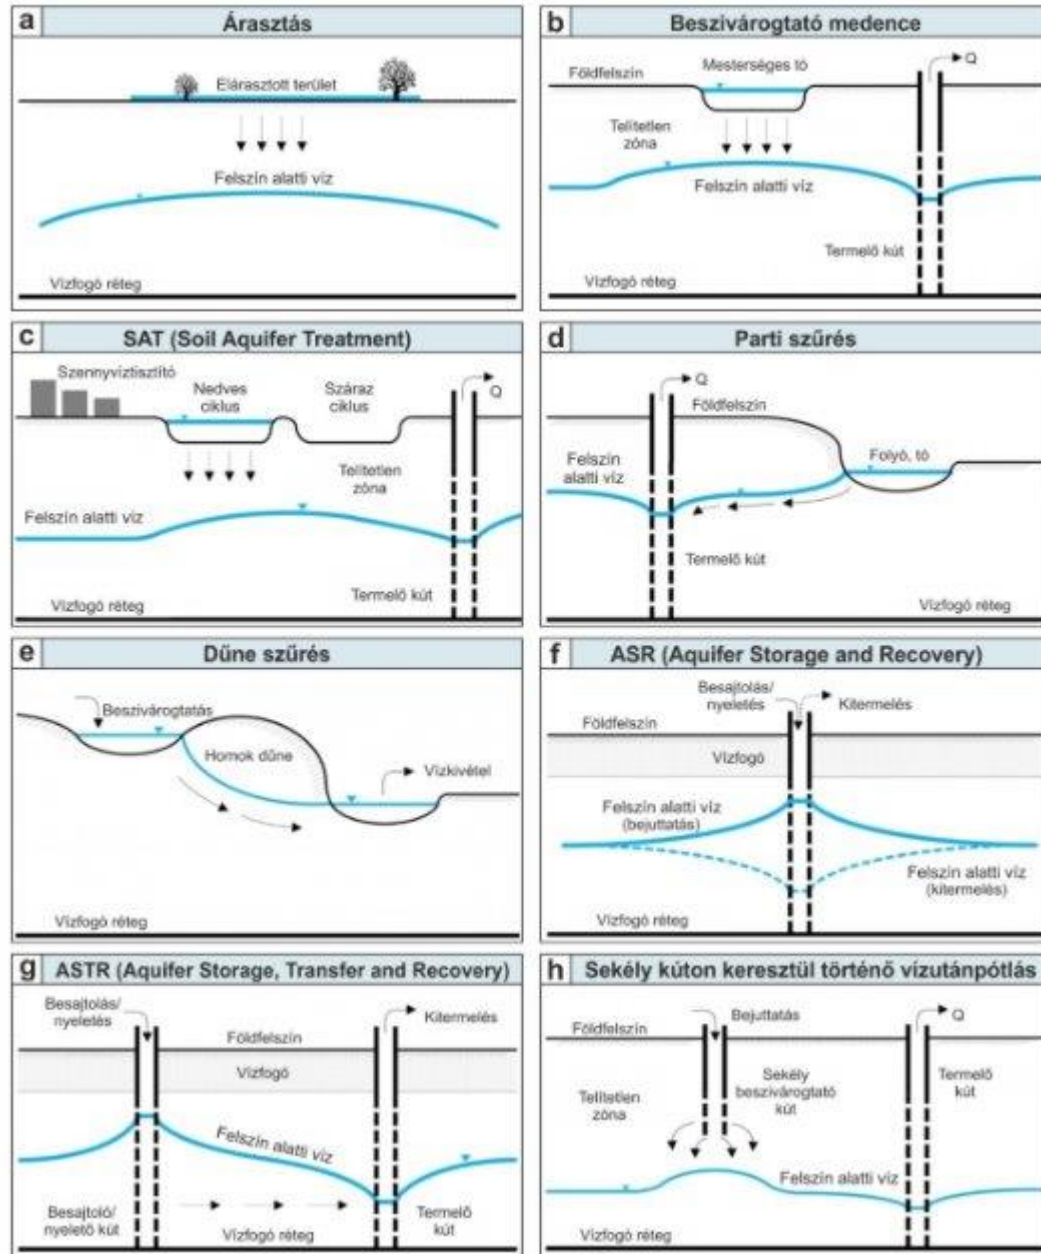 a Árasztás
Elárasztott terület
Felszín alatti víz
Vízfogó réteg
b Beszivárogtató medence
Q
Földfelszín
Mesterséges tó
Telítetlen
zóna
Felszín alatti víz
Termelő kút
Vízfogó réteg
c SAT (Soil Aquifer Treatment)
Szennyvíztisztító
Nedves
ciklus
Száraz
ciklus
Q
Telítetlen
zóna
Felszín alatti víz
Termelő kút
Vízfogó réteg
d Parti szűrés
Q
Földfelszín
Felszín
alatti víz
Folyó, tó
Termelő kút
Vízfogó réteg
e Dűne szűrés
Beszivárogtatás
Homok dűne
Vízkivétel
Vízfogó réteg
f ASR (Aquifer Storage and Recovery)
Besajtolás/
nyeletés
Kitermelés
Földfelszín
Vízfogó
Felszín alatti víz
(bejuttatás)
Felszín alatti víz
(kitermelés)
Vízfogó réteg
g ASTR (Aquifer Storage, Transfer and Recovery)
Besajtolás/
nyeletés
Kitermelés
Földfelszín
Vízfogó
Felszín alatti víz
Besajtoló/
nyelető kút
Vízfogó réteg
Termelő
kút
h Sekély kúton keresztül történő vízutánpótlás
Bejuttatás
Q
Földfelszín
Telítetlen
zóna
Sekély
beszivárogtató
kút
Termelő
kút
Felszín alatti víz
Vízfogó réteg